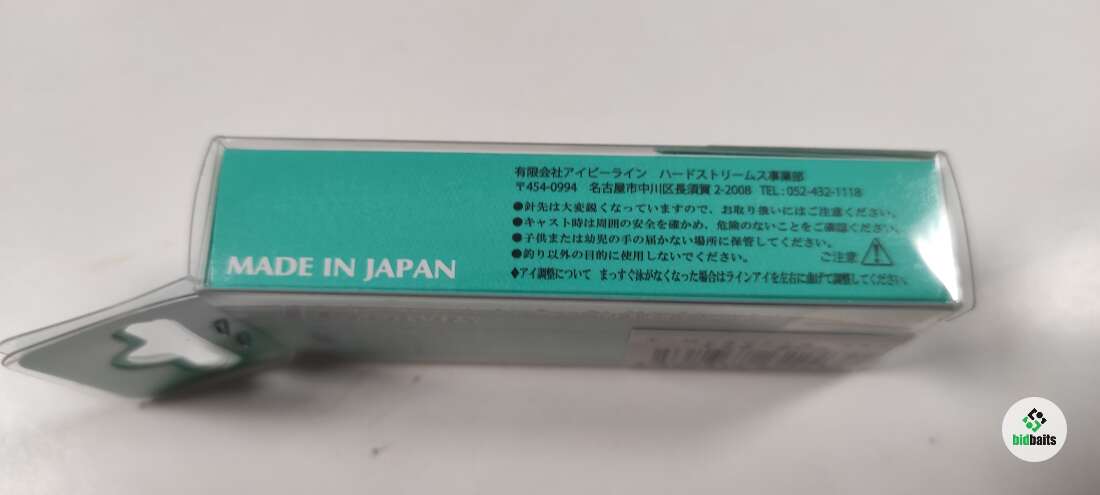 有限会社アイビーライン ハードストリームス事業部
〒454-0994 名古屋市中川区長須賀 2-2008 TEL : 052-432-1118
●針先は大変鋭くなっていますので、お取り扱いにはご注意ください。
●キャスト時は周囲の安全を確かめ、危険のないことをご確認ください。
●子供または幼児の手の届かない場所に保管してください。
●釣り以外の目的に使用しないでください。
ご注意
MADE IN JAPAN
♦アイ調整について まっすぐ泳がなくなった場合はラインアイを左右に曲げて調整してください。
bidbaits